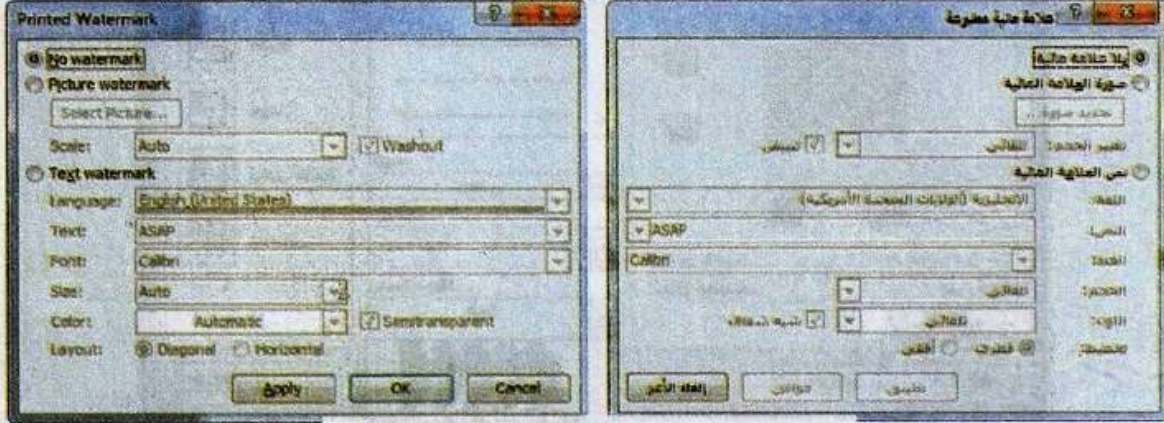 Printed Watermark
No watermark
Picture watermark
Select Picture...
Scale: Auto Washout
Text watermark
Language: English (United States)
Text: ASAP
Font: Calibri
Size: Auto
Color: Automatic Semitransparent
Layout: Diagonal Horizontal
Apply OK Cancel
علامة مائية مطبوعة
بلا علامة مائية
صورة العلامة المائية
تحديد صورة...
تغيير الحجم: تلقائي تبييض
نص العلامة المائية
اللغة: الإنجليزية (الولايات المتحدة الأمريكية)
النص: ASAP
الخط: Calibri
الحجم: تلقائي
اللون: تلقائي شبه شفاف
تخطيط: قطري أفقي
تطبيق موافق إلغاء الأمر